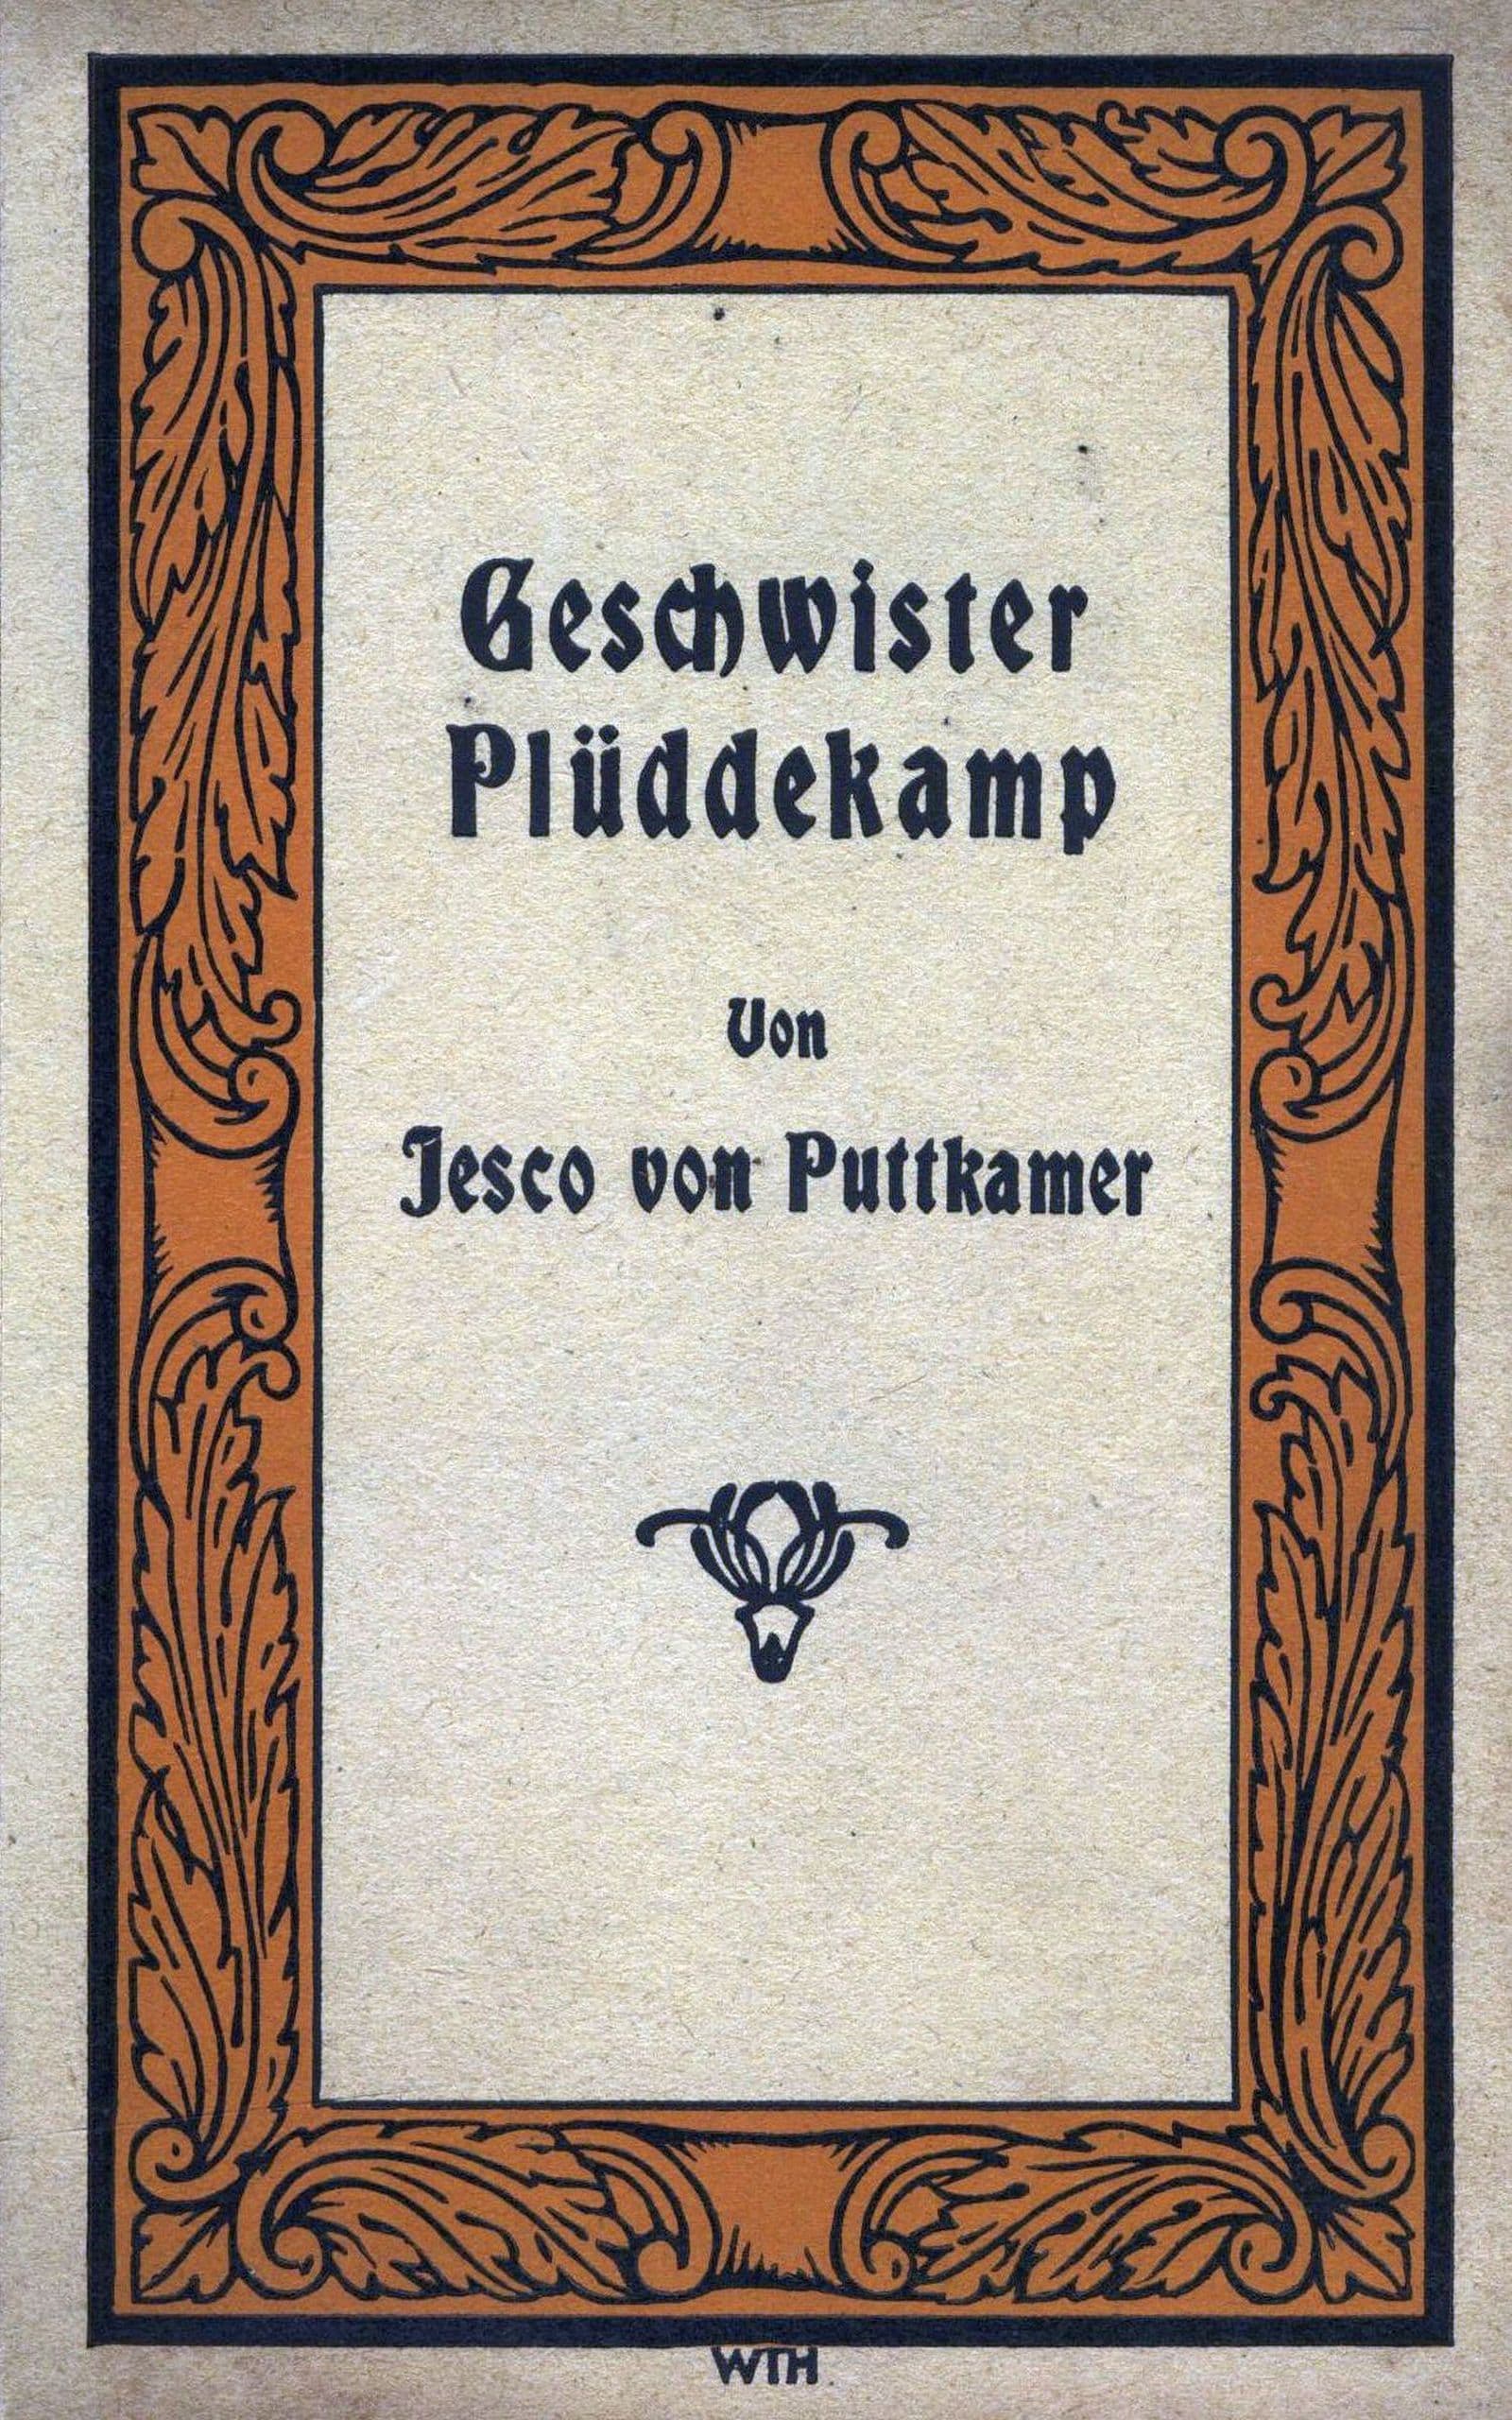 Geschwister
Plüddekamp
Von
Jesco von Puttkamer
WTH